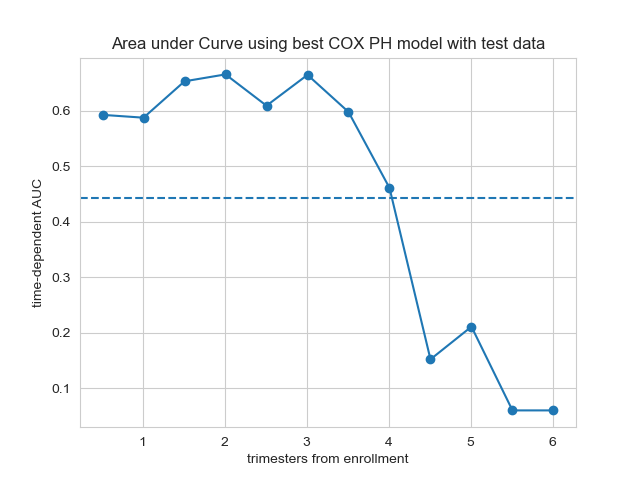 Area under Curve using best COX PH model with test data
time-dependent AUC
0.6
0.5
0.4
0.3
0.2
0.1
1 2 3 4 5 6
trimesters from enrollment